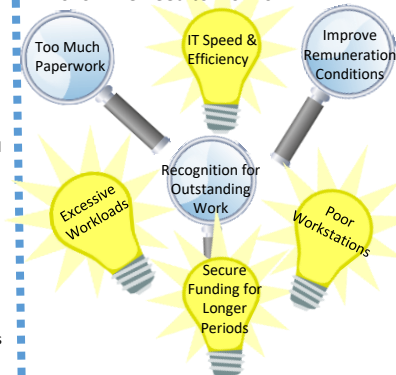 Too Much
Paperwork
IT Speed &
Efficiency
Improve
Remuneration
Conditions
Recognition for
Outstanding
Work
Excessive
Workloads
Poor
Workstations
Secure
Funding for
Longer
Periods